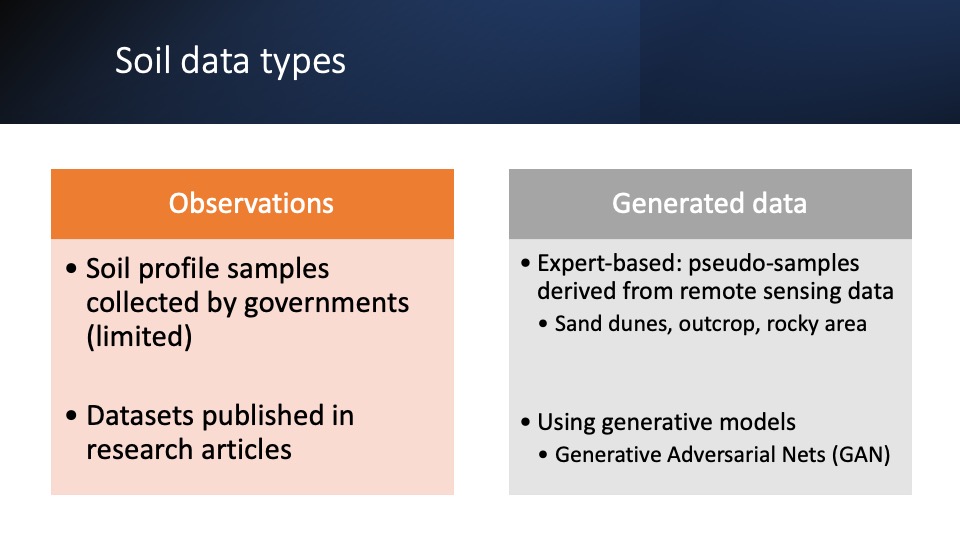 Soil data types
Observations
• Soil profile samples
collected by governments
(limited)
• Datasets published in
research articles
Generated data
• Expert-based: pseudo-samples
derived from remote sensing data
• Sand dunes, outcrop, rocky area
• Using generative models
• Generative Adversarial Nets (GAN)